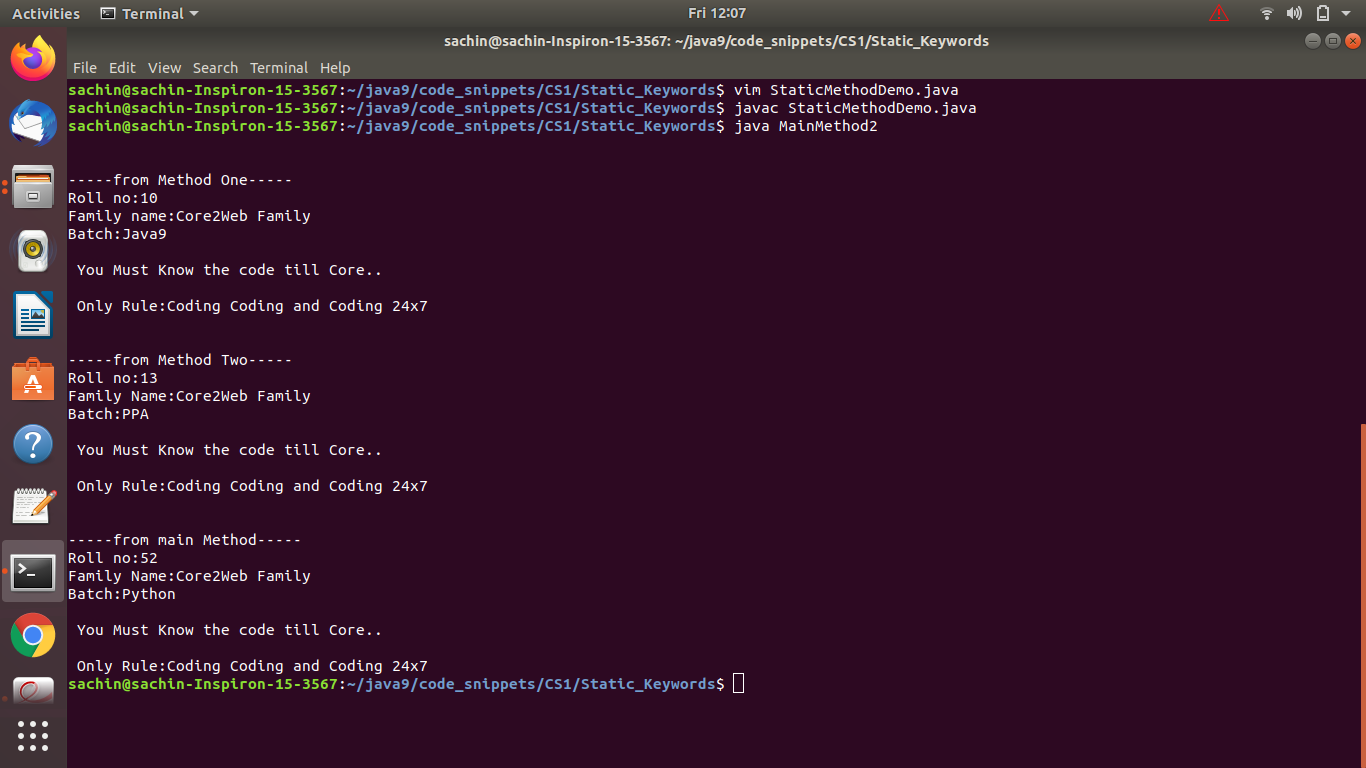 Activities Terminal Fri 12:07
sachin@sachin-Inspiron-15-3567: ~/java9/code_snippets/CS1/Static_Keywords
File Edit View Search Terminal Help
sachin@sachin-Inspiron-15-3567:~/java9/code_snippets/CS1/Static_Keywords$ vim StaticMethodDemo.java
sachin@sachin-Inspiron-15-3567:~/java9/code_snippets/CS1/Static_Keywords$ javac StaticMethodDemo.java
sachin@sachin-Inspiron-15-3567:~/java9/code_snippets/CS1/Static_Keywords$ java MainMethod2
-----from Method One-----
Roll no:10
Family name:Core2Web Family
Batch:Java9
You Must Know the code till Core..
Only Rule:Coding Coding and Coding 24x7
-----from Method Two-----
Roll no:13
Family Name:Core2Web Family
Batch:PPA
You Must Know the code till Core..
Only Rule:Coding Coding and Coding 24x7
-----from main Method-----
Roll no:52
Family Name:Core2Web Family
Batch:Python
You Must Know the code till Core..
Only Rule:Coding Coding and Coding 24x7
sachin@sachin-Inspiron-15-3567:~/java9/code_snippets/CS1/Static_Keywords$